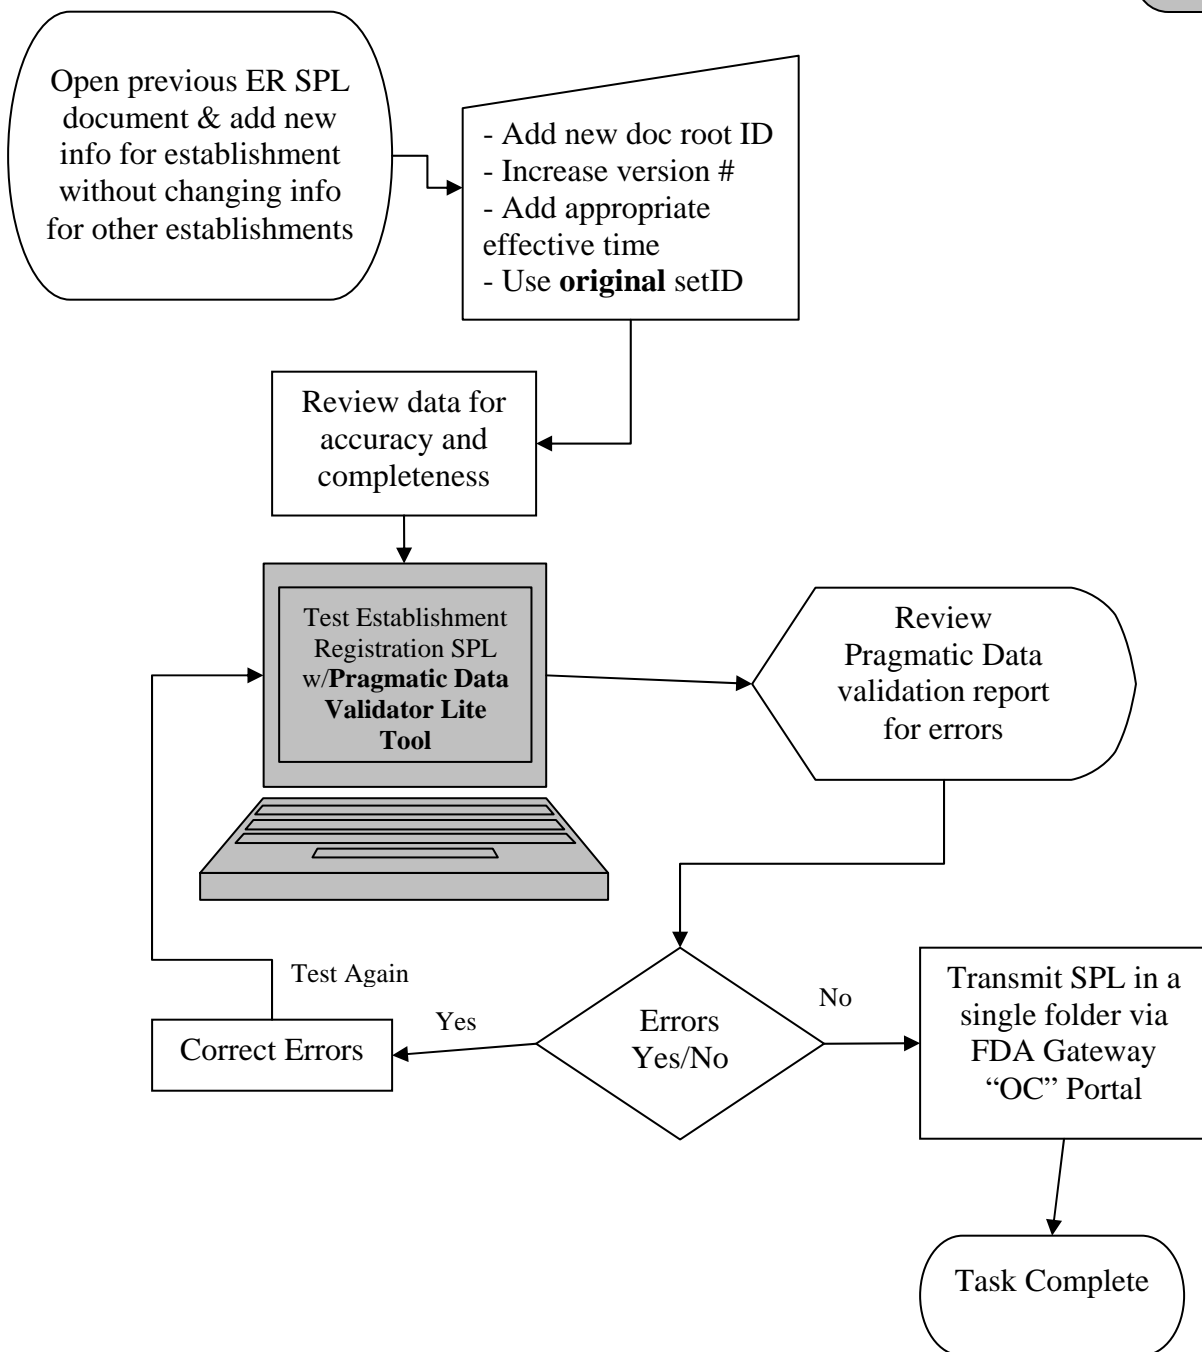 Open previous ER SPL
document & add new
info for establishment
without changing info
for other establishments
- Add new doc root ID
- Increase version #
- Add appropriate
effective time
- Use original setID
Review data for
accuracy and
completeness
Test Establishment
Registration SPL
w/Pragmatic Data
Validator Lite
Tool
Review
Pragmatic Data
validation report
for errors
Errors
Yes/No
Yes
Correct Errors
Test Again
No
Transmit SPL in a
single folder via
FDA Gateway
“OC” Portal
Task Complete